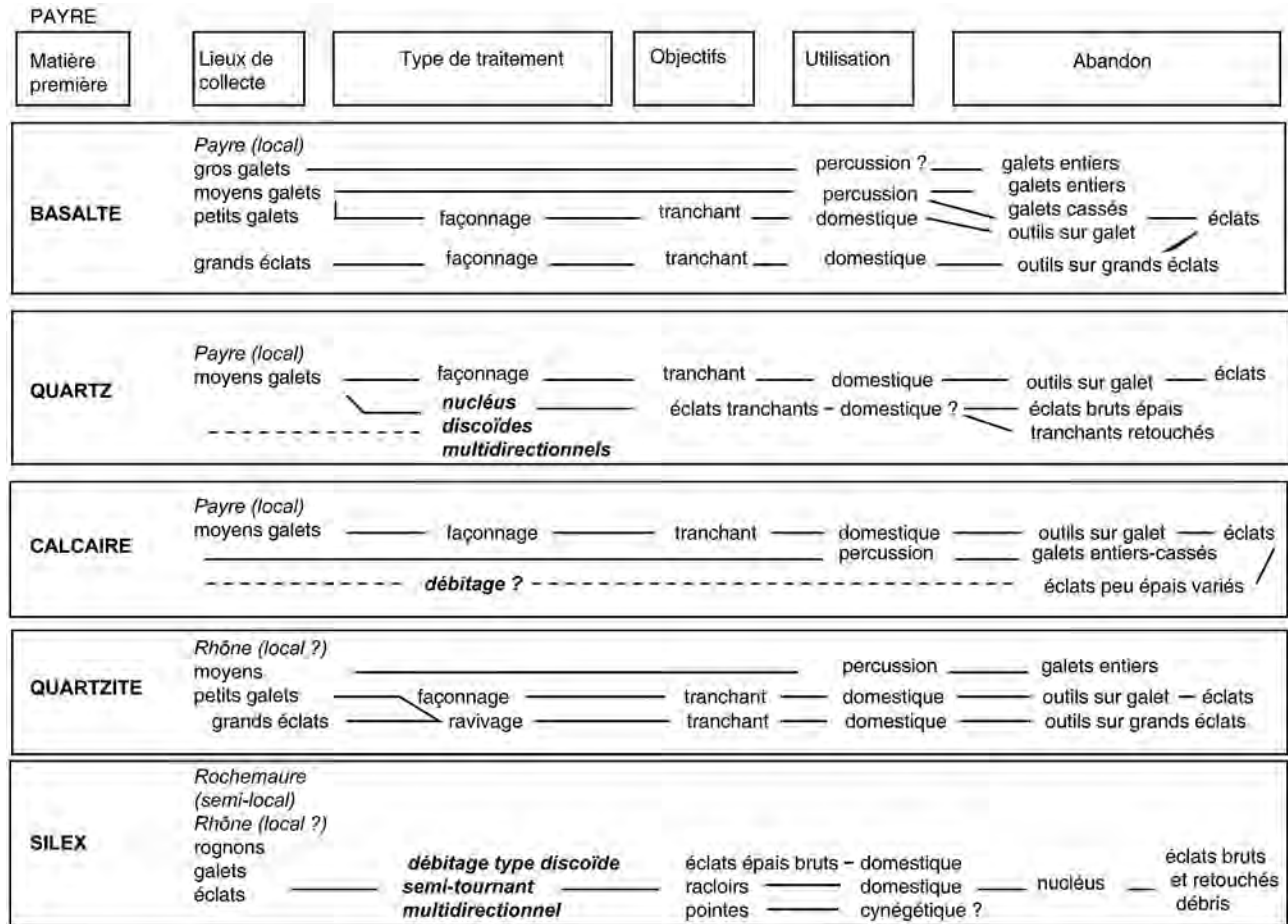 PAYRE
Matière première
Lieux de collecte
Type de traitement
Objectifs
Utilisation
Abandon
BASALTE
Payre (local)
gros galets percussion ? galets entiers
moyens galets percussion galets entiers
galets cassés
petits galets façonnage tranchant domestique outils sur galet éclats
grands éclats façonnage tranchant domestique outils sur grands éclats
QUARTZ
Payre (local)
moyens galets façonnage tranchant domestique outils sur galet éclats
nucléus éclats tranchants domestique ? éclats bruts épais
discoïdes tranchants retouchés
multidirectionnels
CALCAIRE
Payre (local)
moyens galets façonnage tranchant domestique outils sur galet éclats
percussion galets entiers-cassés
débitage ? éclats peu épais variés
QUARTZITE
Rhône (local ?)
moyens percussion galets entiers
petits galets façonnage tranchant domestique outils sur galet éclats
grands éclats ravivage tranchant domestique outils sur grands éclats
SILEX
Rochemaure
(semi-local)
Rhône (local ?)
rognons
galets débitage type discoïde éclats épais bruts domestique éclats bruts
éclats semi-tournant racloirs domestique nucléus et retouchés
multidirectionnel pointes cynégétique ? débris